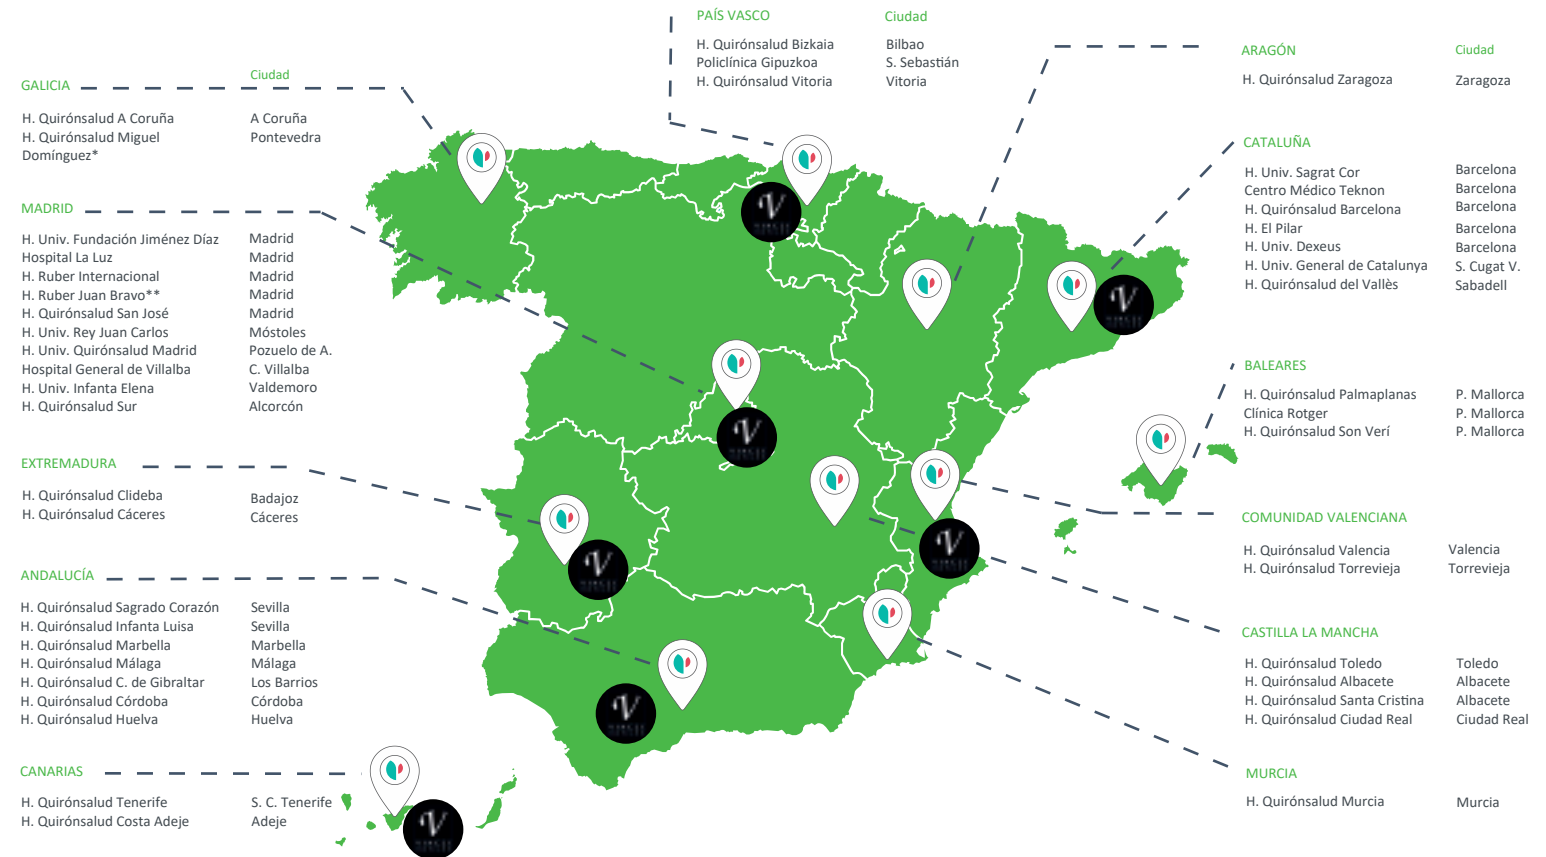 PAÍS VASCO Ciudad
H. Quirónsalud Bizkaia Bilbao
Policlínica Gipuzkoa S. Sebastián
H. Quirónsalud Vitoria Vitoria
ARAGÓN Ciudad
H. Quirónsalud Zaragoza Zaragoza
GALICIA Ciudad
H. Quirónsalud A Coruña A Coruña
H. Quirónsalud Miguel Pontevedra
Domínguez*
CATALUÑA
H. Univ. Sagrat Cor Barcelona
Centro Médico Teknon Barcelona
H. Quirónsalud Barcelona Barcelona
H. El Pilar Barcelona
H. Univ. Dexeus Barcelona
H. Univ. General de Catalunya S. Cugat V.
H. Quirónsalud del Vallès Sabadell
MADRID
H. Univ. Fundación Jiménez Díaz Madrid
Hospital La Luz Madrid
H. Ruber Internacional Madrid
H. Ruber Juan Bravo** Madrid
H. Quirónsalud San José Madrid
H. Univ. Rey Juan Carlos Móstoles
H. Univ. Quirónsalud Madrid Pozuelo de A.
Hospital General de Villalba C. Villalba
H. Univ. Infanta Elena Valdemoro
H. Quirónsalud Sur Alcorcón
BALEARES
H. Quirónsalud Palmaplanas P. Mallorca
Clínica Rotger P. Mallorca
H. Quirónsalud Son Verí P. Mallorca
EXTREMADURA
H. Quirónsalud Clideba Badajoz
H. Quirónsalud Cáceres Cáceres
COMUNIDAD VALENCIANA
H. Quirónsalud Valencia Valencia
H. Quirónsalud Torrevieja Torrevieja
ANDALUCÍA
H. Quirónsalud Sagrado Corazón Sevilla
H. Quirónsalud Infanta Luisa Sevilla
H. Quirónsalud Marbella Marbella
H. Quirónsalud Málaga Málaga
H. Quirónsalud C. de Gibraltar Los Barrios
H. Quirónsalud Córdoba Córdoba
H. Quirónsalud Huelva Huelva
CASTILLA LA MANCHA
H. Quirónsalud Toledo Toledo
H. Quirónsalud Albacete Albacete
H. Quirónsalud Santa Cristina Albacete
H. Quirónsalud Ciudad Real Ciudad Real
CANARIAS
H. Quirónsalud Tenerife S. C. Tenerife
H. Quirónsalud Costa Adeje Adeje
MURCIA
H. Quirónsalud Murcia Murcia
V
V
V
V
V
V
V